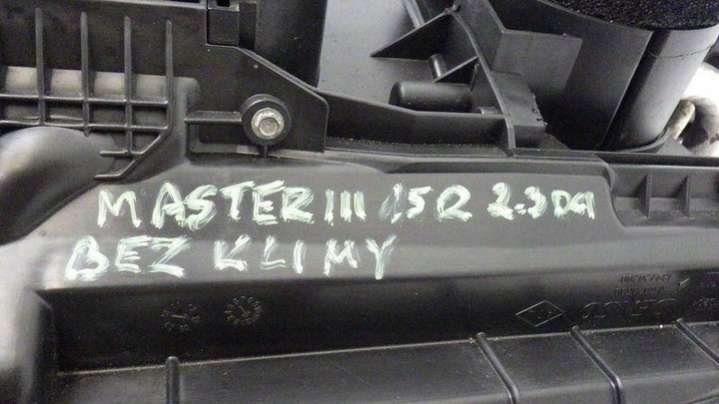 MASTER III 15R 2.3 DCI
BEZ KLIMY